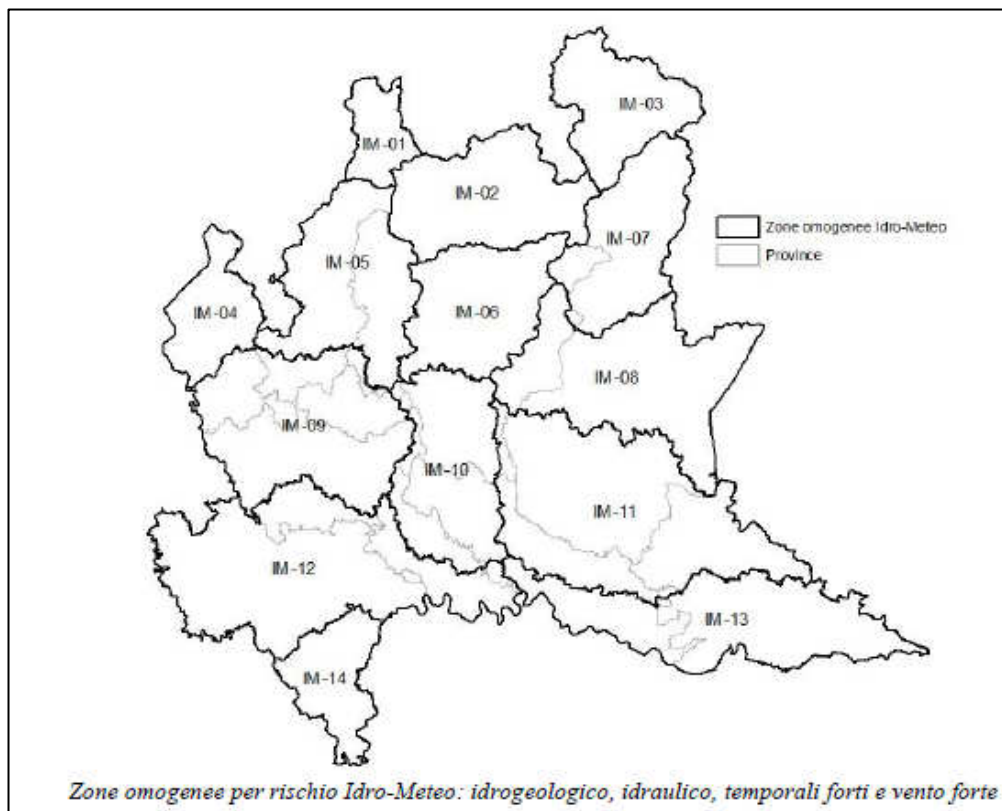 IM-03
IM-01
IM-02
IM-07
Zone omogenee Idro-Meteo
Province
IM-05
IM-04
IM-06
IM-08
IM-09
IM-10
IM-11
IM-12
IM-13
IM-14
Zone omogenee per rischio Idro-Meteo: idrogeologico, idraulico, temporali forti e vento forte